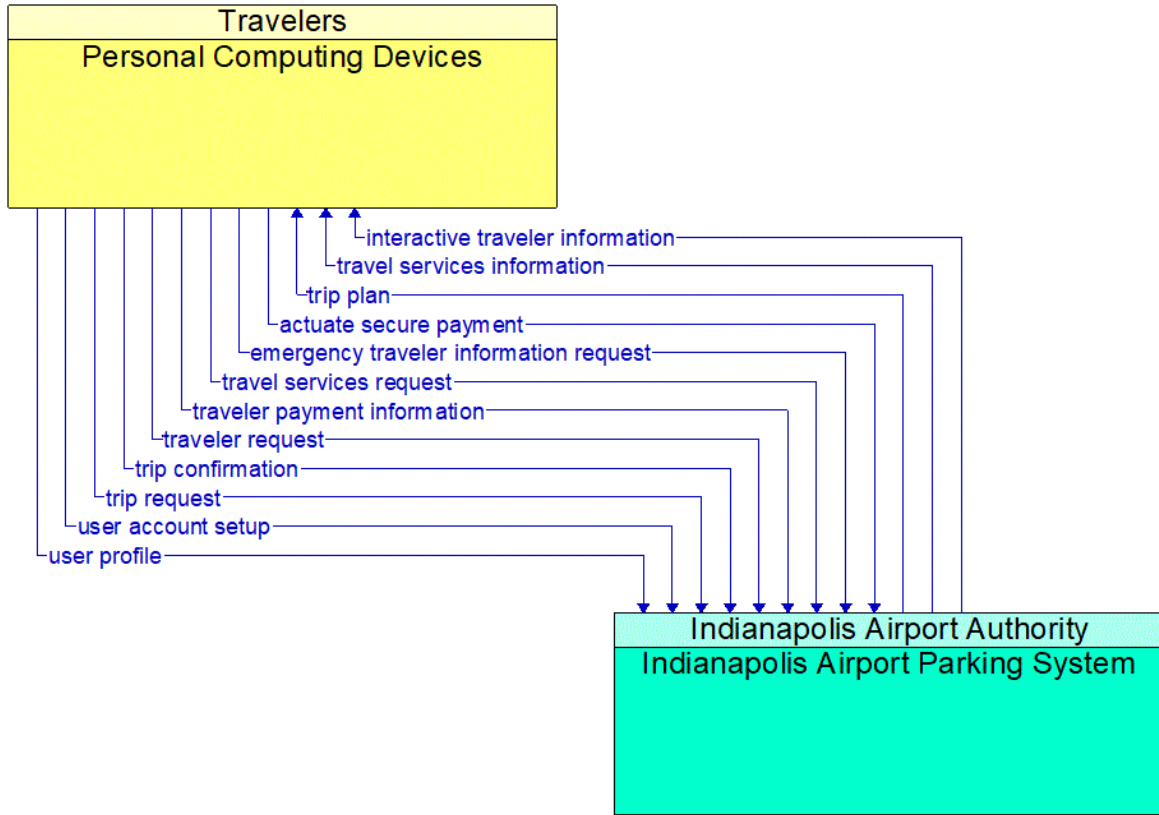 Travelers
Personal Computing Devices
interactive traveler information
travel services information
trip plan
actuate secure payment
emergency traveler information request
travel services request
traveler payment information
traveler request
trip confirmation
trip request
user account setup
user profile
Indianapolis Airport Authority
Indianapolis Airport Parking System